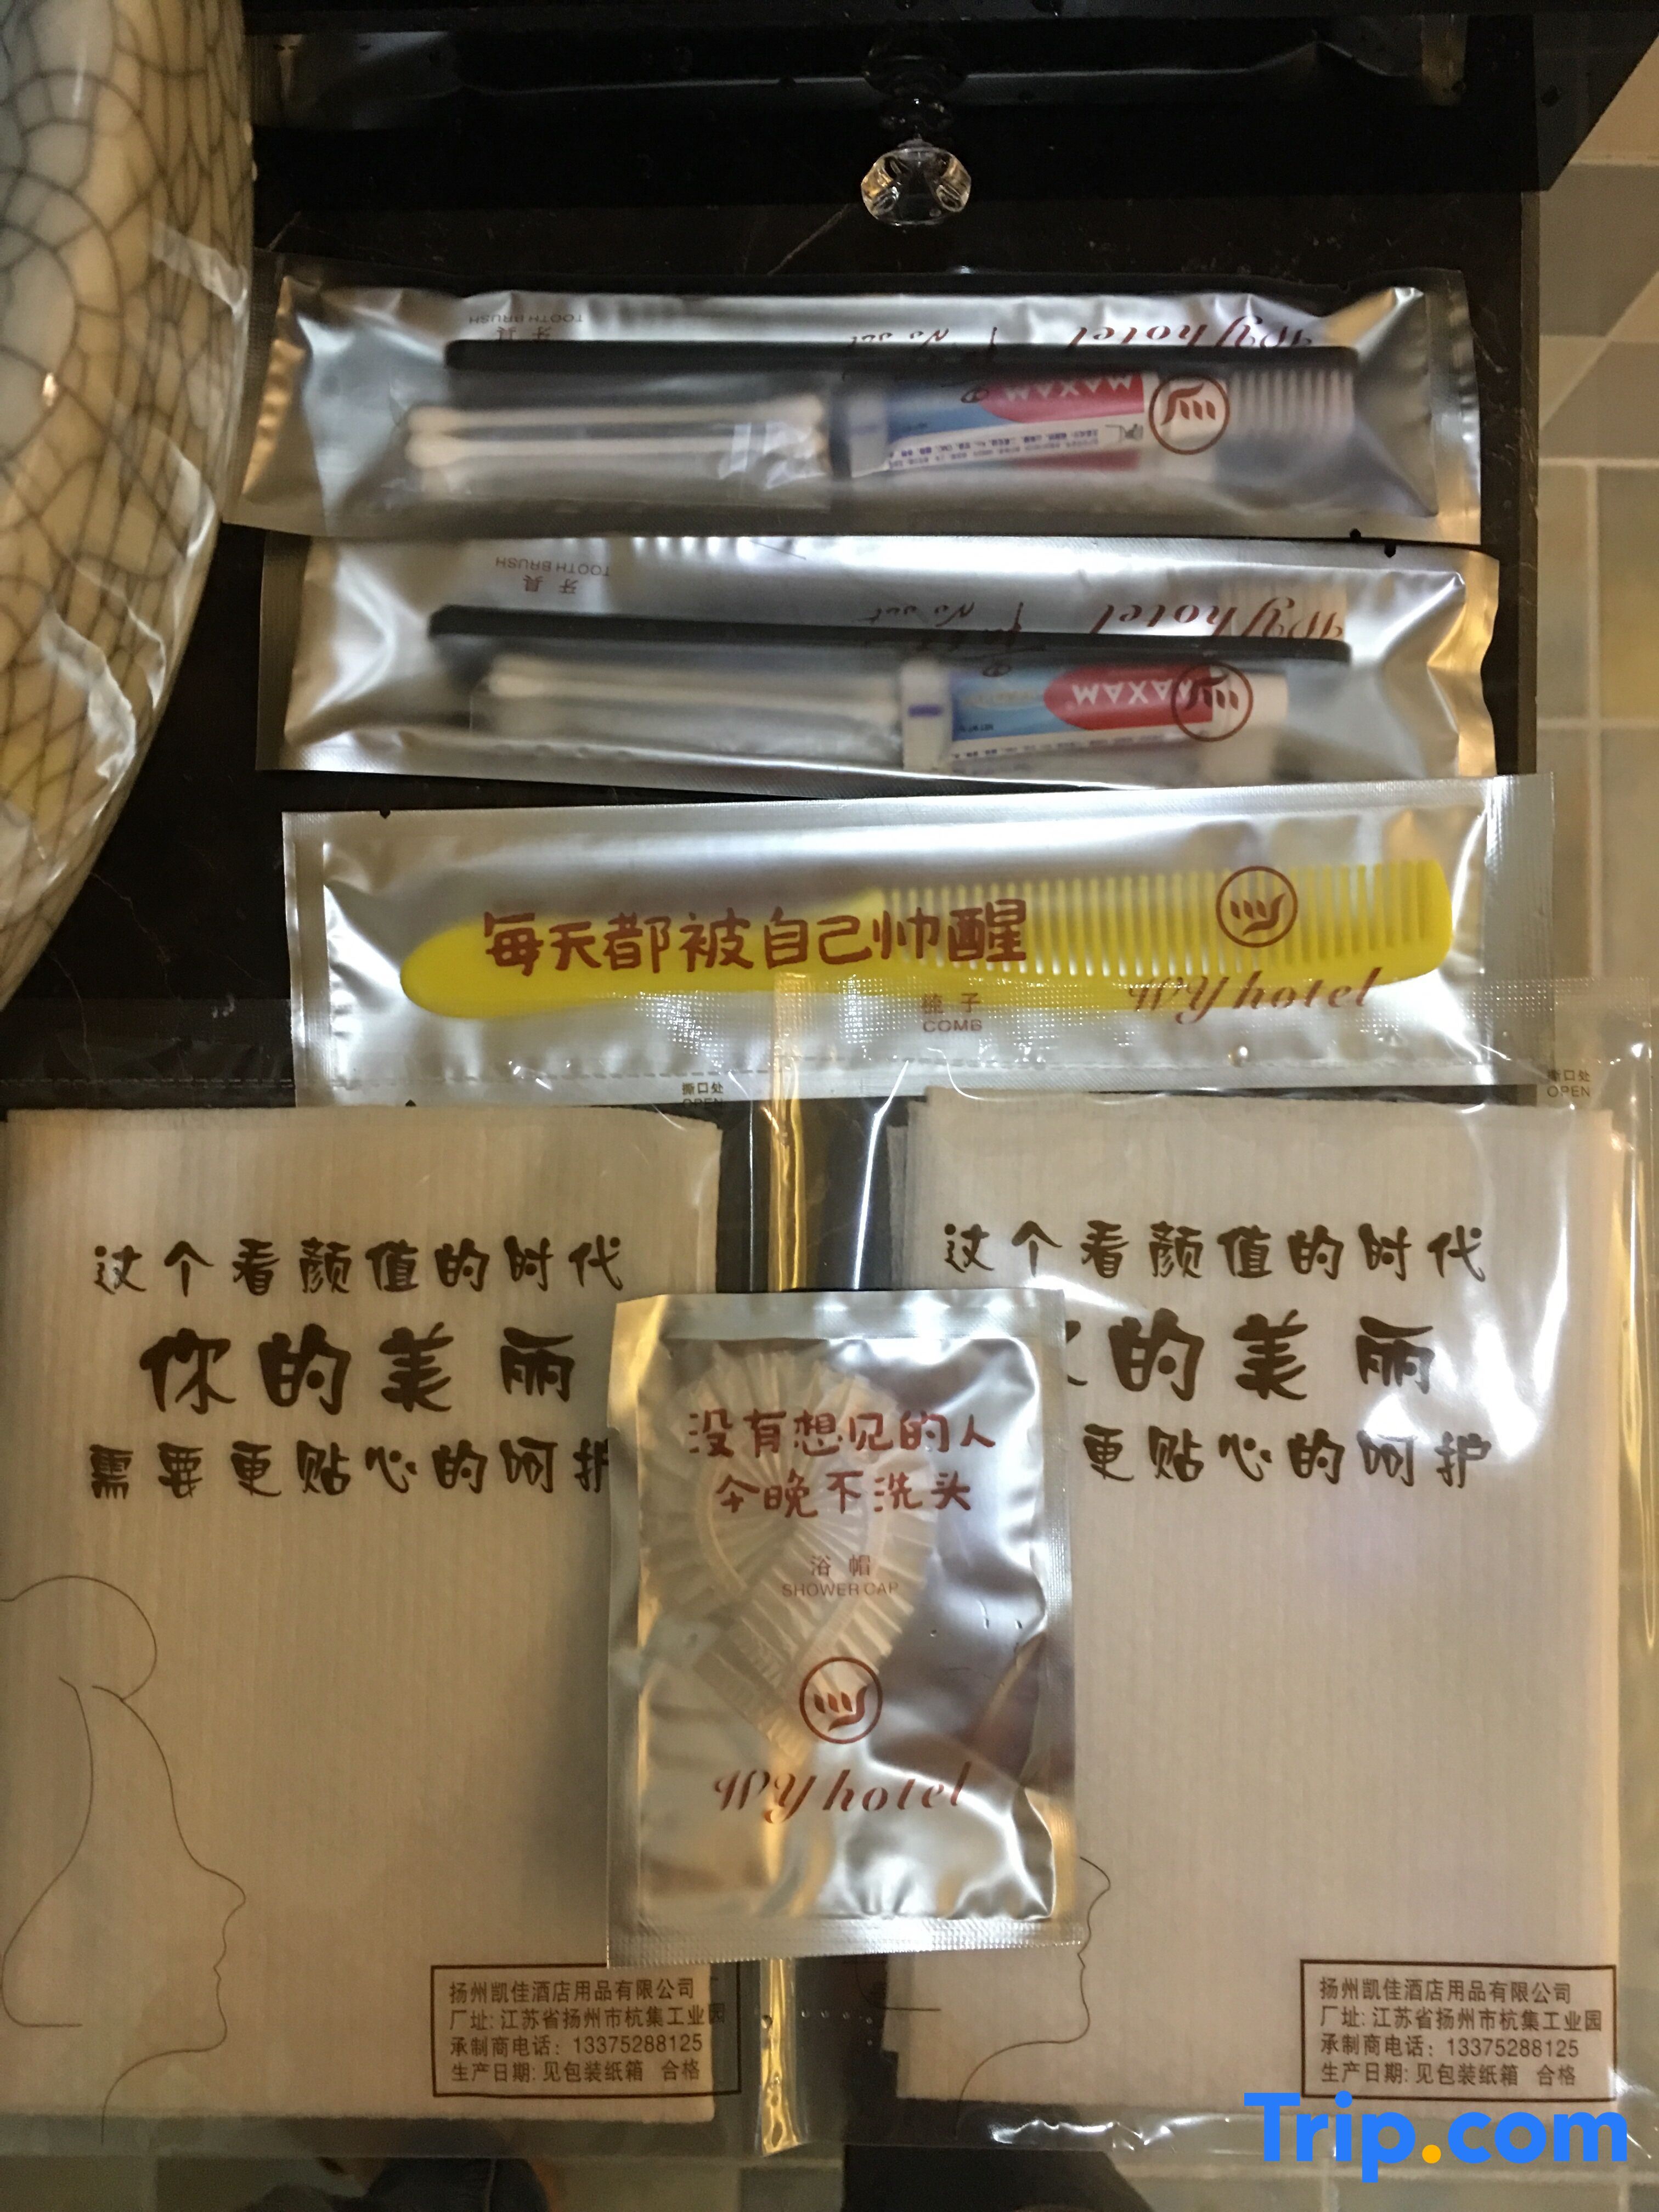 WY hotel
No set
牙具
TOOTH BRUSH
MAXAM
WY hotel
No set
牙具
TOOTH BRUSH
MAXAM
每天都被自己帅醒
梳子
COMB
WY hotel
撕口处
OPEN
撕口处
OPEN
这个看颜值的时代
你的美丽
需要更贴心的呵护
扬州凯佳酒店用品有限公司
厂址:江苏省扬州市杭集工业园
承制商电话：13375288125
生产日期:见包装纸箱 合格
没有想见的人
今晚不洗头
浴帽
SHOWER CAP
WY hotel
这个看颜值的时代
的美丽
更贴心的呵护
扬州凯佳酒店用品有限公司
厂址:江苏省扬州市杭集工业园
承制商电话：13375288125
生产日期:见包装纸箱 合格
Trip.com